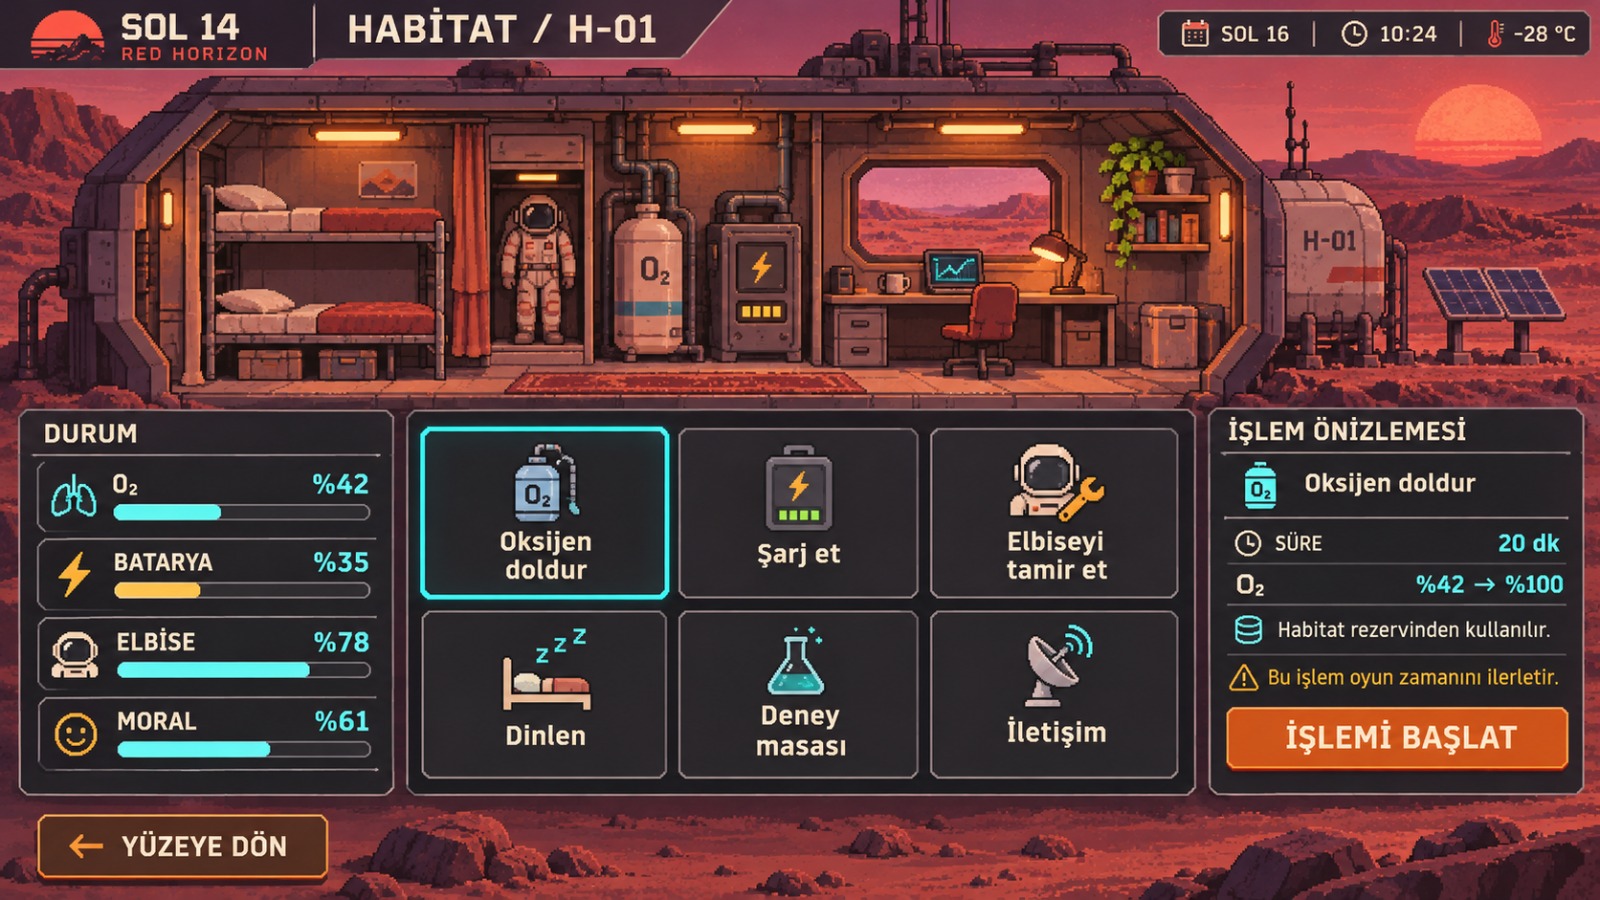 SOL 14
RED HORIZON
HABİTAT / H-01
SOL 16 | 10:24 | -28 °C
O₂
H-01
DURUM
O₂ %42
BATARYA %35
ELBİSE %78
MORAL %61
O₂
Oksijen
doldur
Şarj et
Elbiseyi
tamir et
z z z
Dinlen
Deney
masası
İletişim
İŞLEM ÖNİZLEMESİ
O₂
Oksijen doldur
SÜRE 20 dk
O₂ %42 → %100
Habitat rezervinden kullanılır.
Bu işlem oyun zamanını ilerletir.
İŞLEMİ BAŞLAT
← YÜZEYE DÖN